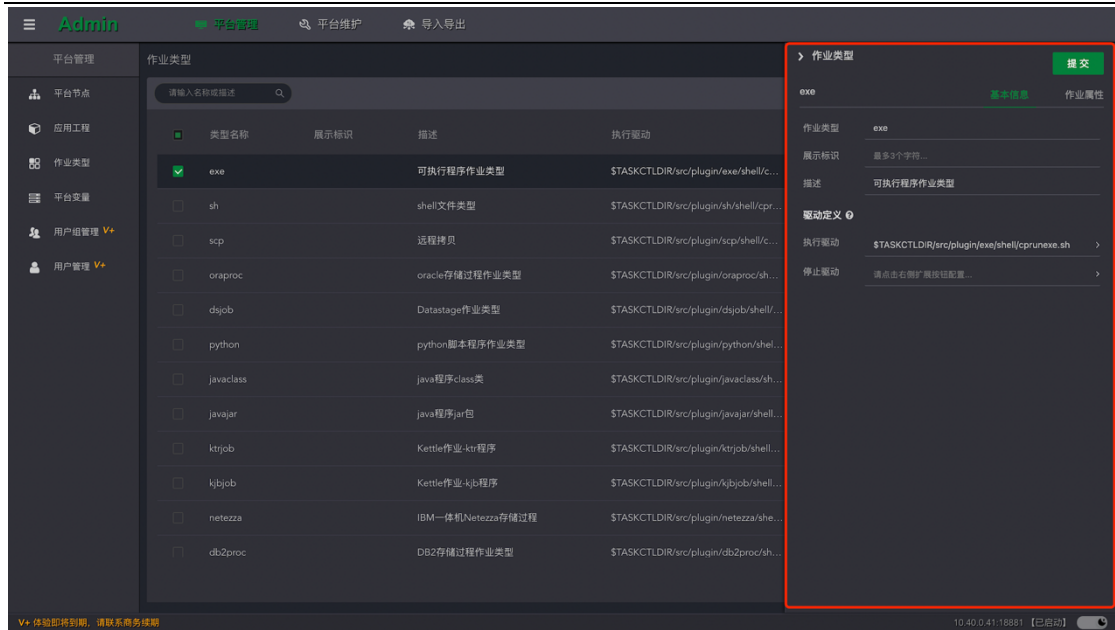 Admin 平台管理 平台维护 导入导出
平台管理
平台节点
应用工程
作业类型
平台变量
用户组管理 V+
用户管理 V+
作业类型
请输入名称或描述
类型名称 展示标识 描述 执行驱动
exe 可执行程序作业类型 $TASKCTLDIR/src/plugin/exe/shell/c...
sh shell文件类型 $TASKCTLDIR/src/plugin/sh/shell/cpr...
scp 远程拷贝 $TASKCTLDIR/src/plugin/scp/shell/c...
oraproc oracle存储过程作业类型 $TASKCTLDIR/src/plugin/oraproc/sh...
dsjob Datastage作业类型 $TASKCTLDIR/src/plugin/dsjob/shell/...
python python脚本程序作业类型 $TASKCTLDIR/src/plugin/python/shel...
javaclass java程序class类 $TASKCTLDIR/src/plugin/javaclass/sh...
javajar java程序jar包 $TASKCTLDIR/src/plugin/javajar/shell...
ktrjob Kettle作业-ktr程序 $TASKCTLDIR/src/plugin/ktrjob/shell...
kjbjob Kettle作业-kjb程序 $TASKCTLDIR/src/plugin/kjbjob/shell...
netezza IBM一体机Netezza存储过程 $TASKCTLDIR/src/plugin/netezza/she...
db2proc DB2存储过程作业类型 $TASKCTLDIR/src/plugin/db2proc/sh...
作业类型
提交
exe 基本信息 作业属性
作业类型 exe
展示标识 最多3个字符...
描述 可执行程序作业类型
驱动定义
执行驱动 $TASKCTLDIR/src/plugin/exe/shell/cprunexe.sh
停止驱动 请点击右侧扩展按钮配置...
V+ 体验即将到期，请联系商务续期
10.40.0.41:18881 【已启动】